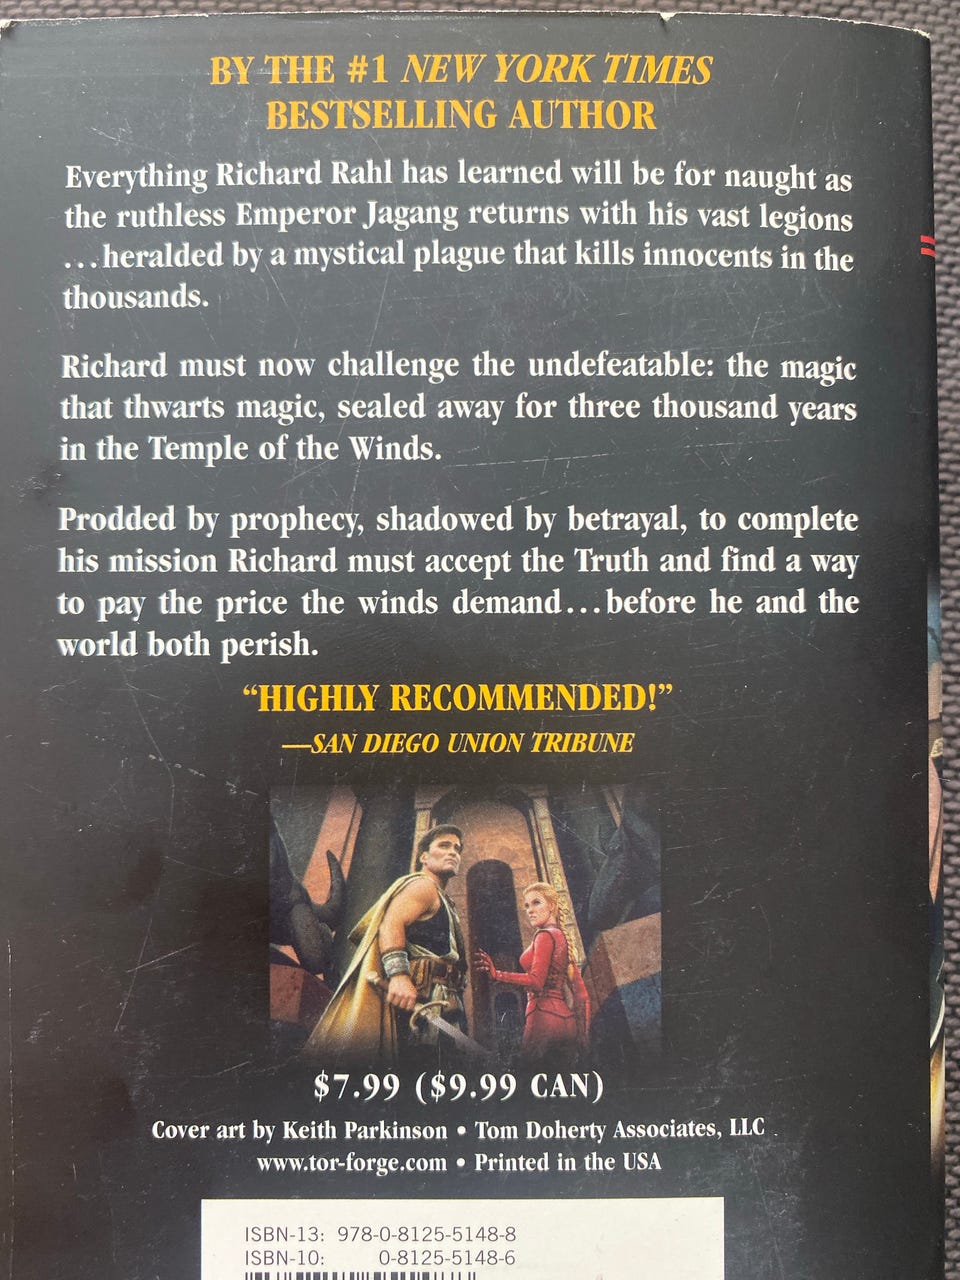 BY THE #1 NEW YORK TIMES
BESTSELLING AUTHOR
Everything Richard Rahl has learned will be for naught as
the ruthless Emperor Jagang returns with his vast legions
...heralded by a mystical plague that kills innocents in the
thousands.
Richard must now challenge the undefeatable: the magic
that thwarts magic, sealed away for three thousand years
in the Temple of the Winds.
Prodded by prophecy, shadowed by betrayal, to complete
his mission Richard must accept the Truth and find a way
to pay the price the winds demand...before he and the
world both perish.
“HIGHLY RECOMMENDED!”
—SAN DIEGO UNION TRIBUNE
$7.99 ($9.99 CAN)
Cover art by Keith Parkinson • Tom Doherty Associates, LLC
www.tor-forge.com • Printed in the USA
ISBN-13: 978-0-8125-5148-8
ISBN-10: 0-8125-5148-6